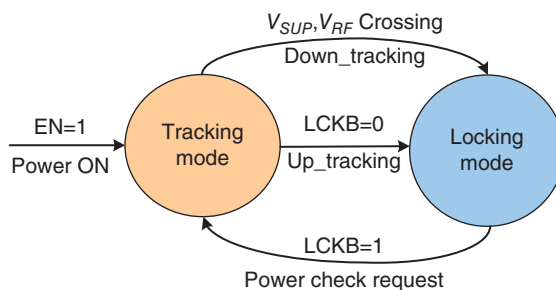 V_SUP,V_RF Crossing
Down_tracking
EN=1
Power ON
Tracking
mode
LCKB=0
Up_tracking
Locking
mode
LCKB=1
Power check request